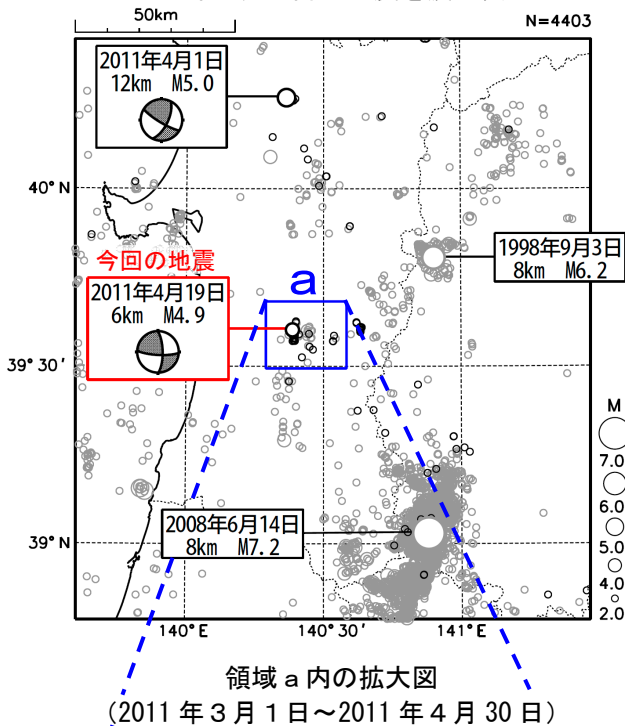 50km
N=4403
2011年4月1日
12km M5.0
40°N
1998年9月3日
8km M6.2
今回の地震
a
2011年4月19日
6km M4.9
39°30′
M
7.0
6.0
5.0
4.0
2.0
2008年6月14日
8km M7.2
39°N
140°E
140°30′
141°E
領域a内の拡大図
(2011年3月1日～2011年4月30日)